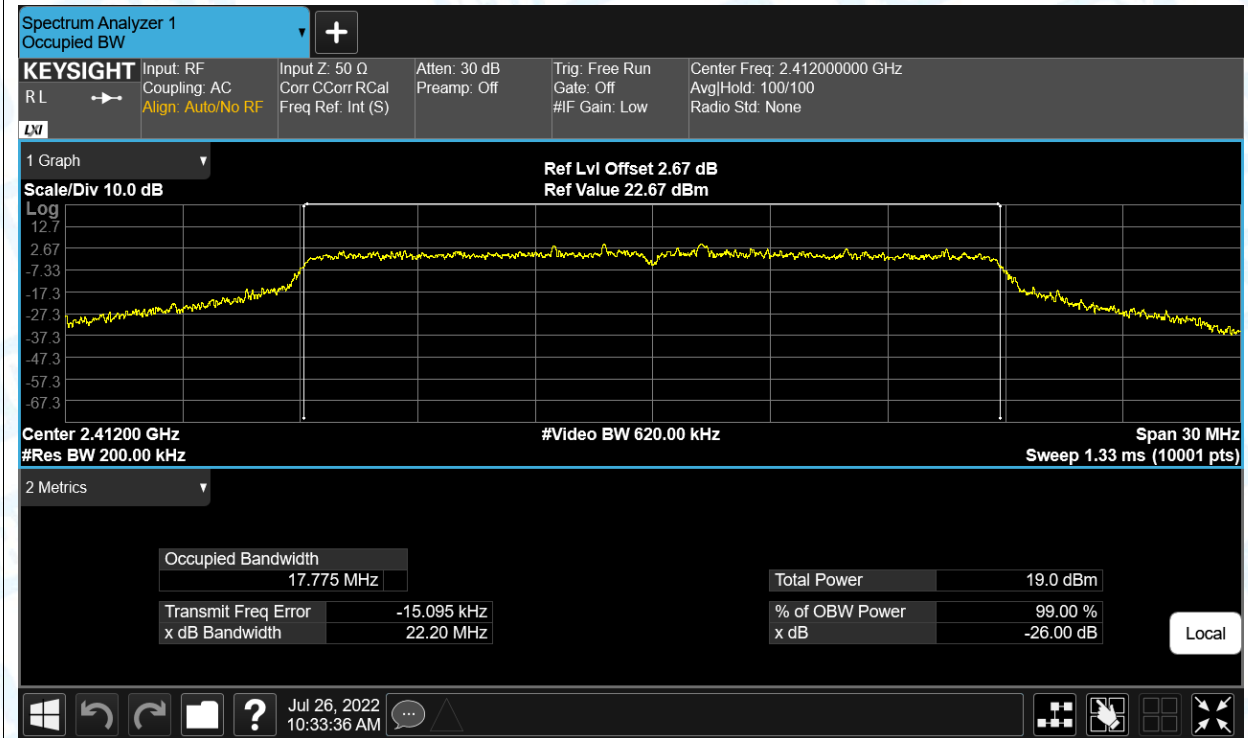 Spectrum Analyzer 1
Occupied BW
KEYSIGHT
R L
LXI
Input: RF
Coupling: AC
Align: Auto/No RF
Input Z: 50 Ω
Corr CCorr RCal
Freq Ref: Int (S)
Atten: 30 dB
Preamp: Off
Trig: Free Run
Gate: Off
#IF Gain: Low
Center Freq: 2.412000000 GHz
Avg|Hold: 100/100
Radio Std: None
1 Graph
Scale/Div 10.0 dB
Ref Lvl Offset 2.67 dB
Ref Value 22.67 dBm
Log
12.7
2.67
-7.33
-17.3
-27.3
-37.3
-47.3
-57.3
-67.3
Center 2.41200 GHz
#Video BW 620.00 kHz
Span 30 MHz
#Res BW 200.00 kHz
Sweep 1.33 ms (10001 pts)
2 Metrics
Occupied Bandwidth
17.775 MHz
Total Power 19.0 dBm
Transmit Freq Error -15.095 kHz
% of OBW Power 99.00 %
x dB Bandwidth 22.20 MHz
x dB -26.00 dB
Local
?
Jul 26, 2022
10:33:36 AM